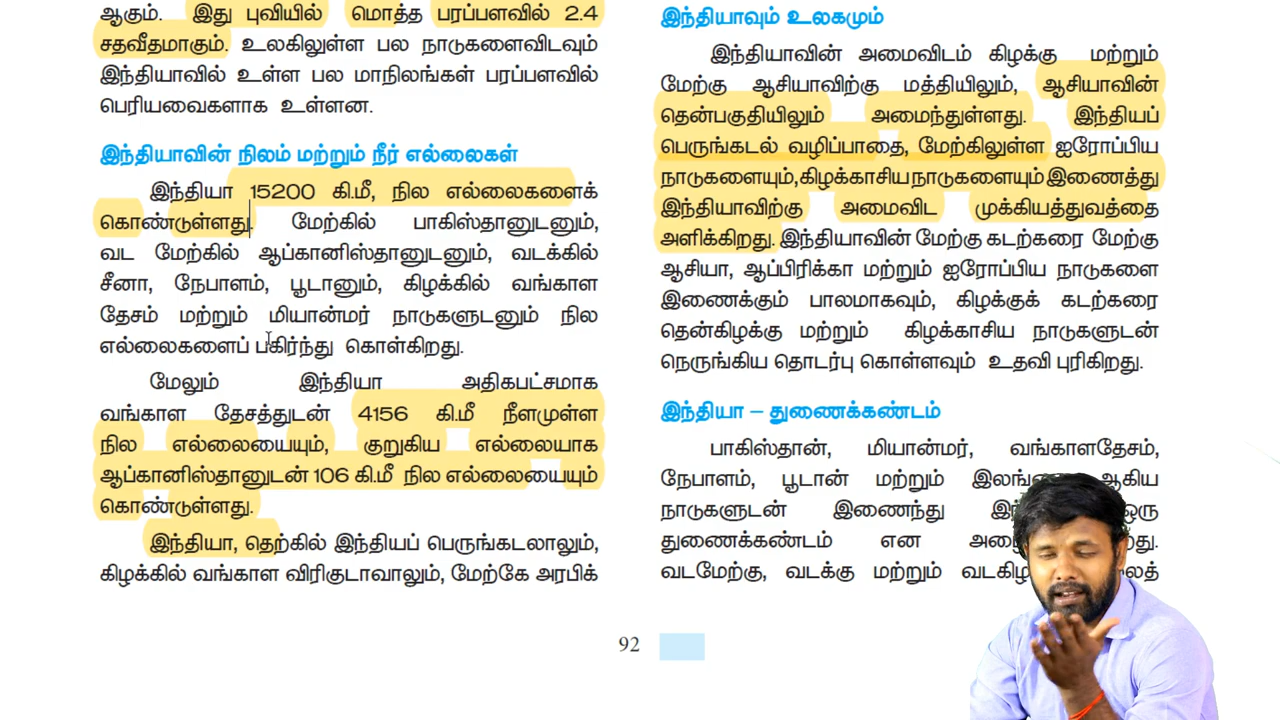 ஆகும். இது புவியில் மொத்த பரப்பளவில் 2.4
சதவீதமாகும். உலகிலுள்ள பல நாடுகளைவிடவும்
இந்தியாவில் உள்ள பல மாநிலங்கள் பரப்பளவில்
பெரியவைகளாக உள்ளன.
இந்தியாவின் நிலம் மற்றும் நீர் எல்லைகள்
இந்தியா 15200 கி.மீ, நில எல்லைகளைக்
கொண்டுள்ளது. மேற்கில் பாகிஸ்தானுடனும்,
வட மேற்கில் ஆப்கானிஸ்தானுடனும், வடக்கில்
சீனா, நேபாளம், பூடானும், கிழக்கில் வங்காள
தேசம் மற்றும் மியான்மர் நாடுகளுடனும் நில
எல்லைகளைப் பகிர்ந்து கொள்கிறது.
மேலும் இந்தியா அதிகபட்சமாக
வங்காள தேசத்துடன் 4156 கி.மீ நீளமுள்ள
நில எல்லையையும், குறுகிய எல்லையாக
ஆப்கானிஸ்தானுடன் 106 கி.மீ நில எல்லையையும்
கொண்டுள்ளது.
இந்தியா, தெற்கில் இந்தியப் பெருங்கடலாலும்,
கிழக்கில் வங்காள விரிகுடாவாலும், மேற்கே அரபிக்
இந்தியாவும் உலகமும்
இந்தியாவின் அமைவிடம் கிழக்கு மற்றும்
மேற்கு ஆசியாவிற்கு மத்தியிலும், ஆசியாவின்
தென்பகுதியிலும் அமைந்துள்ளது. இந்தியப்
பெருங்கடல் வழிப்பாதை, மேற்கிலுள்ள ஐரோப்பிய
நாடுகளையும்,கிழக்காசிய நாடுகளையும் இணைத்து
இந்தியாவிற்கு அமைவிட முக்கியத்துவத்தை
அளிக்கிறது. இந்தியாவின் மேற்கு கடற்கரை மேற்கு
ஆசியா, ஆப்பிரிக்கா மற்றும் ஐரோப்பிய நாடுகளை
இணைக்கும் பாலமாகவும், கிழக்குக் கடற்கரை
தென்கிழக்கு மற்றும் கிழக்காசிய நாடுகளுடன்
நெருங்கிய தொடர்பு கொள்ளவும் உதவி புரிகிறது.
இந்தியா – துணைக்கண்டம்
பாகிஸ்தான், மியான்மர், வங்காளதேசம்,
நேபாளம், பூடான் மற்றும் ஆகிய
நாடுகளுடன் இணைந்து ஒரு
துணைக்கண்டம் என
வடமேற்கு, வடக்கு மற்றும்
92